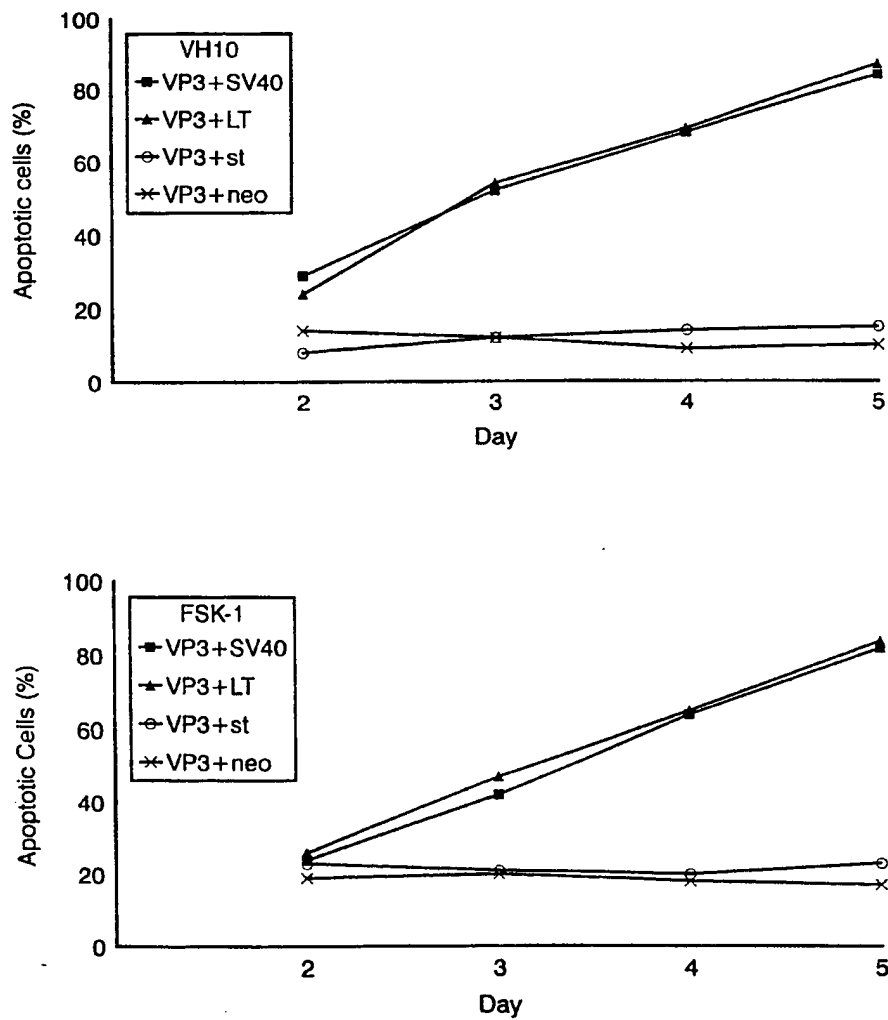 100
80
60
40
20
0
Apoptotic cells (%)
VH10
VP3+SV40
VP3+LT
VP3+st
VP3+neo
2 3 4 5
Day
100
80
60
40
20
0
Apoptotic Cells (%)
FSK-1
VP3+SV40
VP3+LT
VP3+st
VP3+neo
2 3 4 5
Day